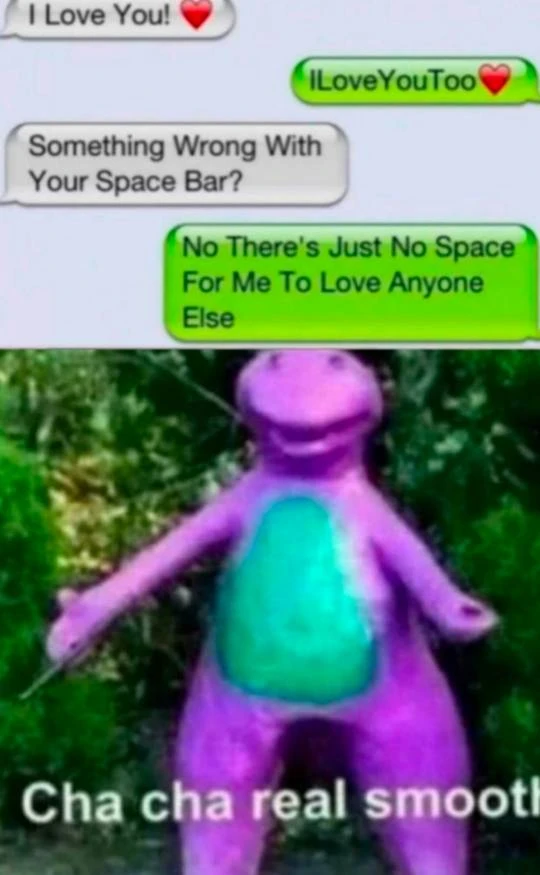 I Love You! ❤️
ILoveYouToo❤️
Something Wrong With
Your Space Bar?
No There's Just No Space
For Me To Love Anyone
Else
Cha cha real smooth